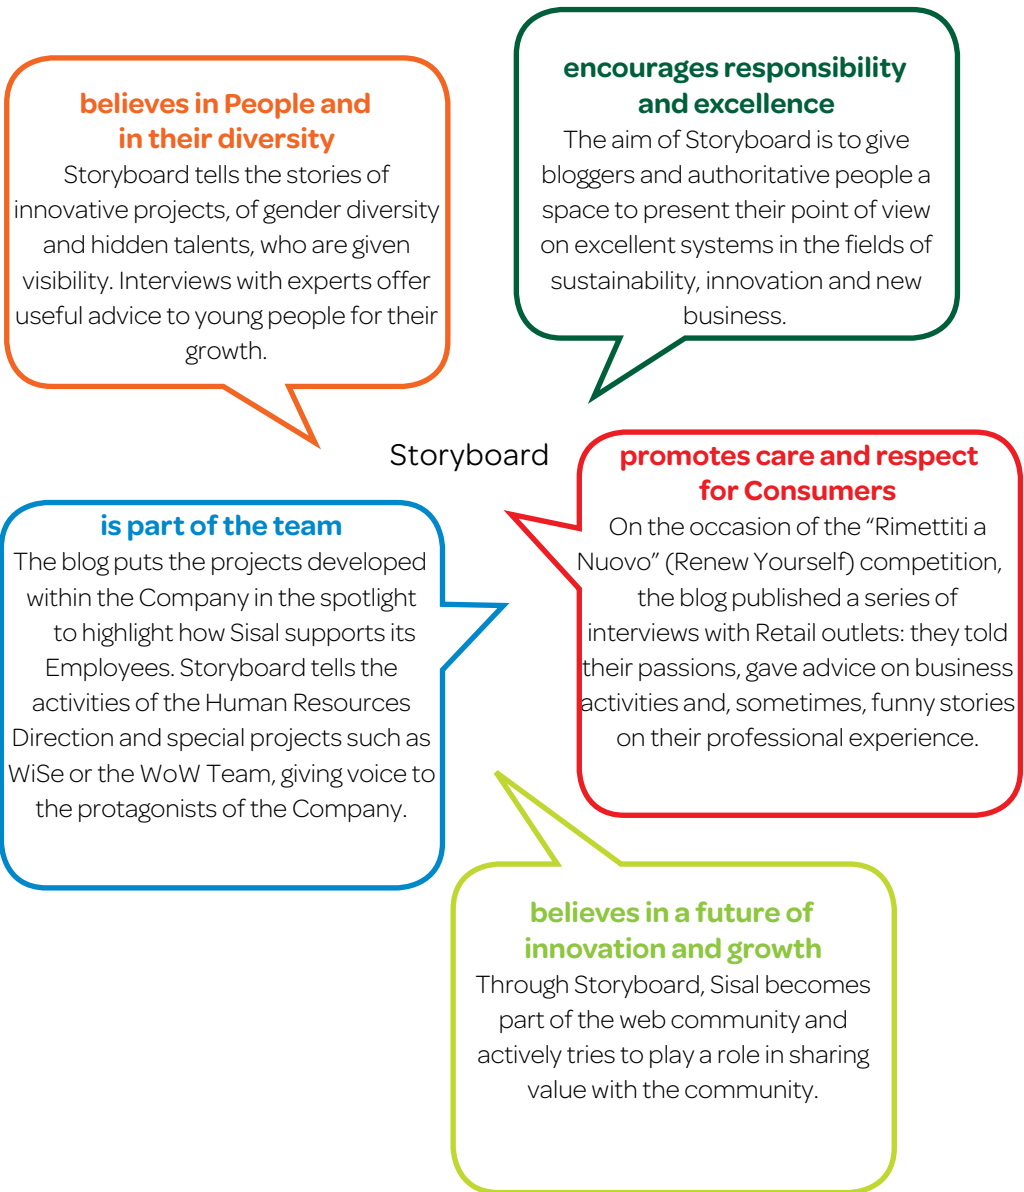 believes in People and
in their diversity
Storyboard tells the stories of
innovative projects, of gender diversity
and hidden talents, who are given
visibility. Interviews with experts offer
useful advice to young people for their
growth.
encourages responsibility
and excellence
The aim of Storyboard is to give
bloggers and authoritative people a
space to present their point of view
on excellent systems in the fields of
sustainability, innovation and new
business.
Storyboard
promotes care and respect
for Consumers
On the occasion of the “Rimettiti a
Nuovo” (Renew Yourself) competition,
the blog published a series of
interviews with Retail outlets: they told
their passions, gave advice on business
activities and, sometimes, funny stories
on their professional experience.
is part of the team
The blog puts the projects developed
within the Company in the spotlight
to highlight how Sisal supports its
Employees. Storyboard tells the
activities of the Human Resources
Direction and special projects such as
WiSe or the WoW Team, giving voice to
the protagonists of the Company.
believes in a future of
innovation and growth
Through Storyboard, Sisal becomes
part of the web community and
actively tries to play a role in sharing
value with the community.